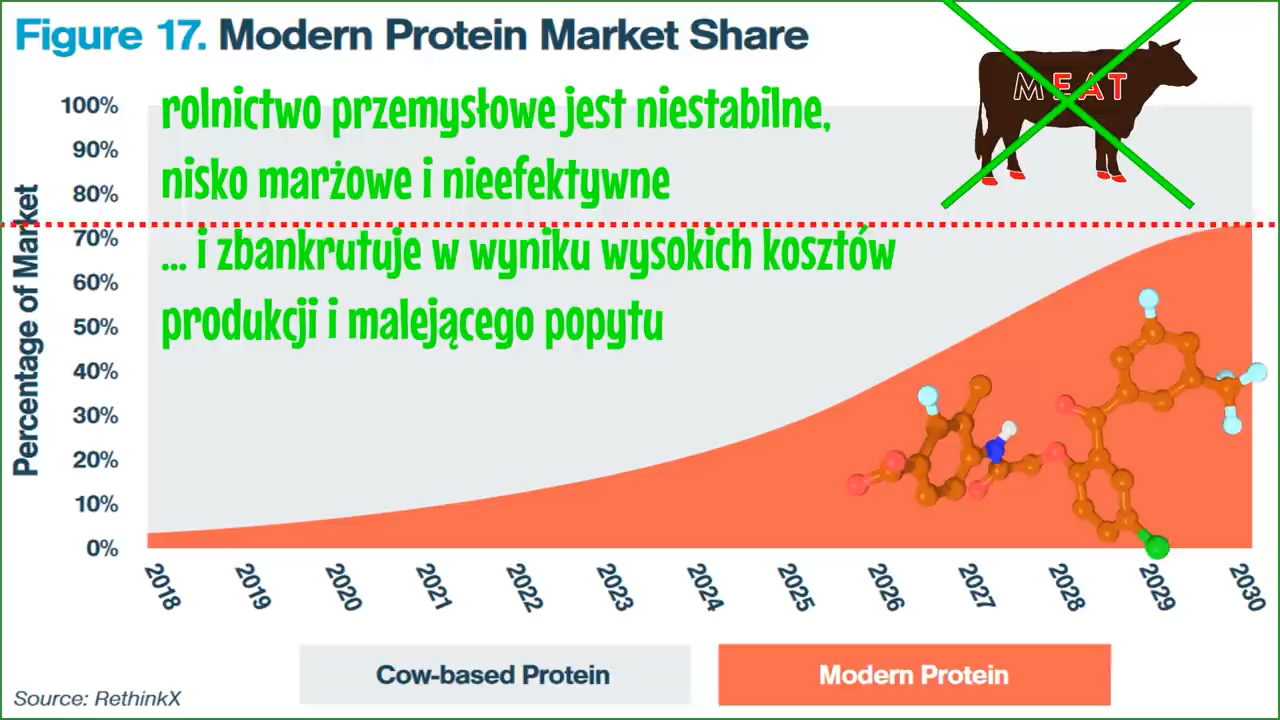 Figure 17. Modern Protein Market Share
MEAT
rolnictwo przemysłowe jest niestabilne,
nisko marżowe i nieefektywne
... i zbankrutuje w wyniku wysokich kosztów
produkcji i malejącego popytu
Percentage of Market
100%
90%
80%
70%
60%
50%
40%
30%
20%
10%
0%
2018
2019
2020
2021
2022
2023
2024
2025
2026
2027
2028
2029
2030
Cow-based Protein
Modern Protein
Source: RethinkX